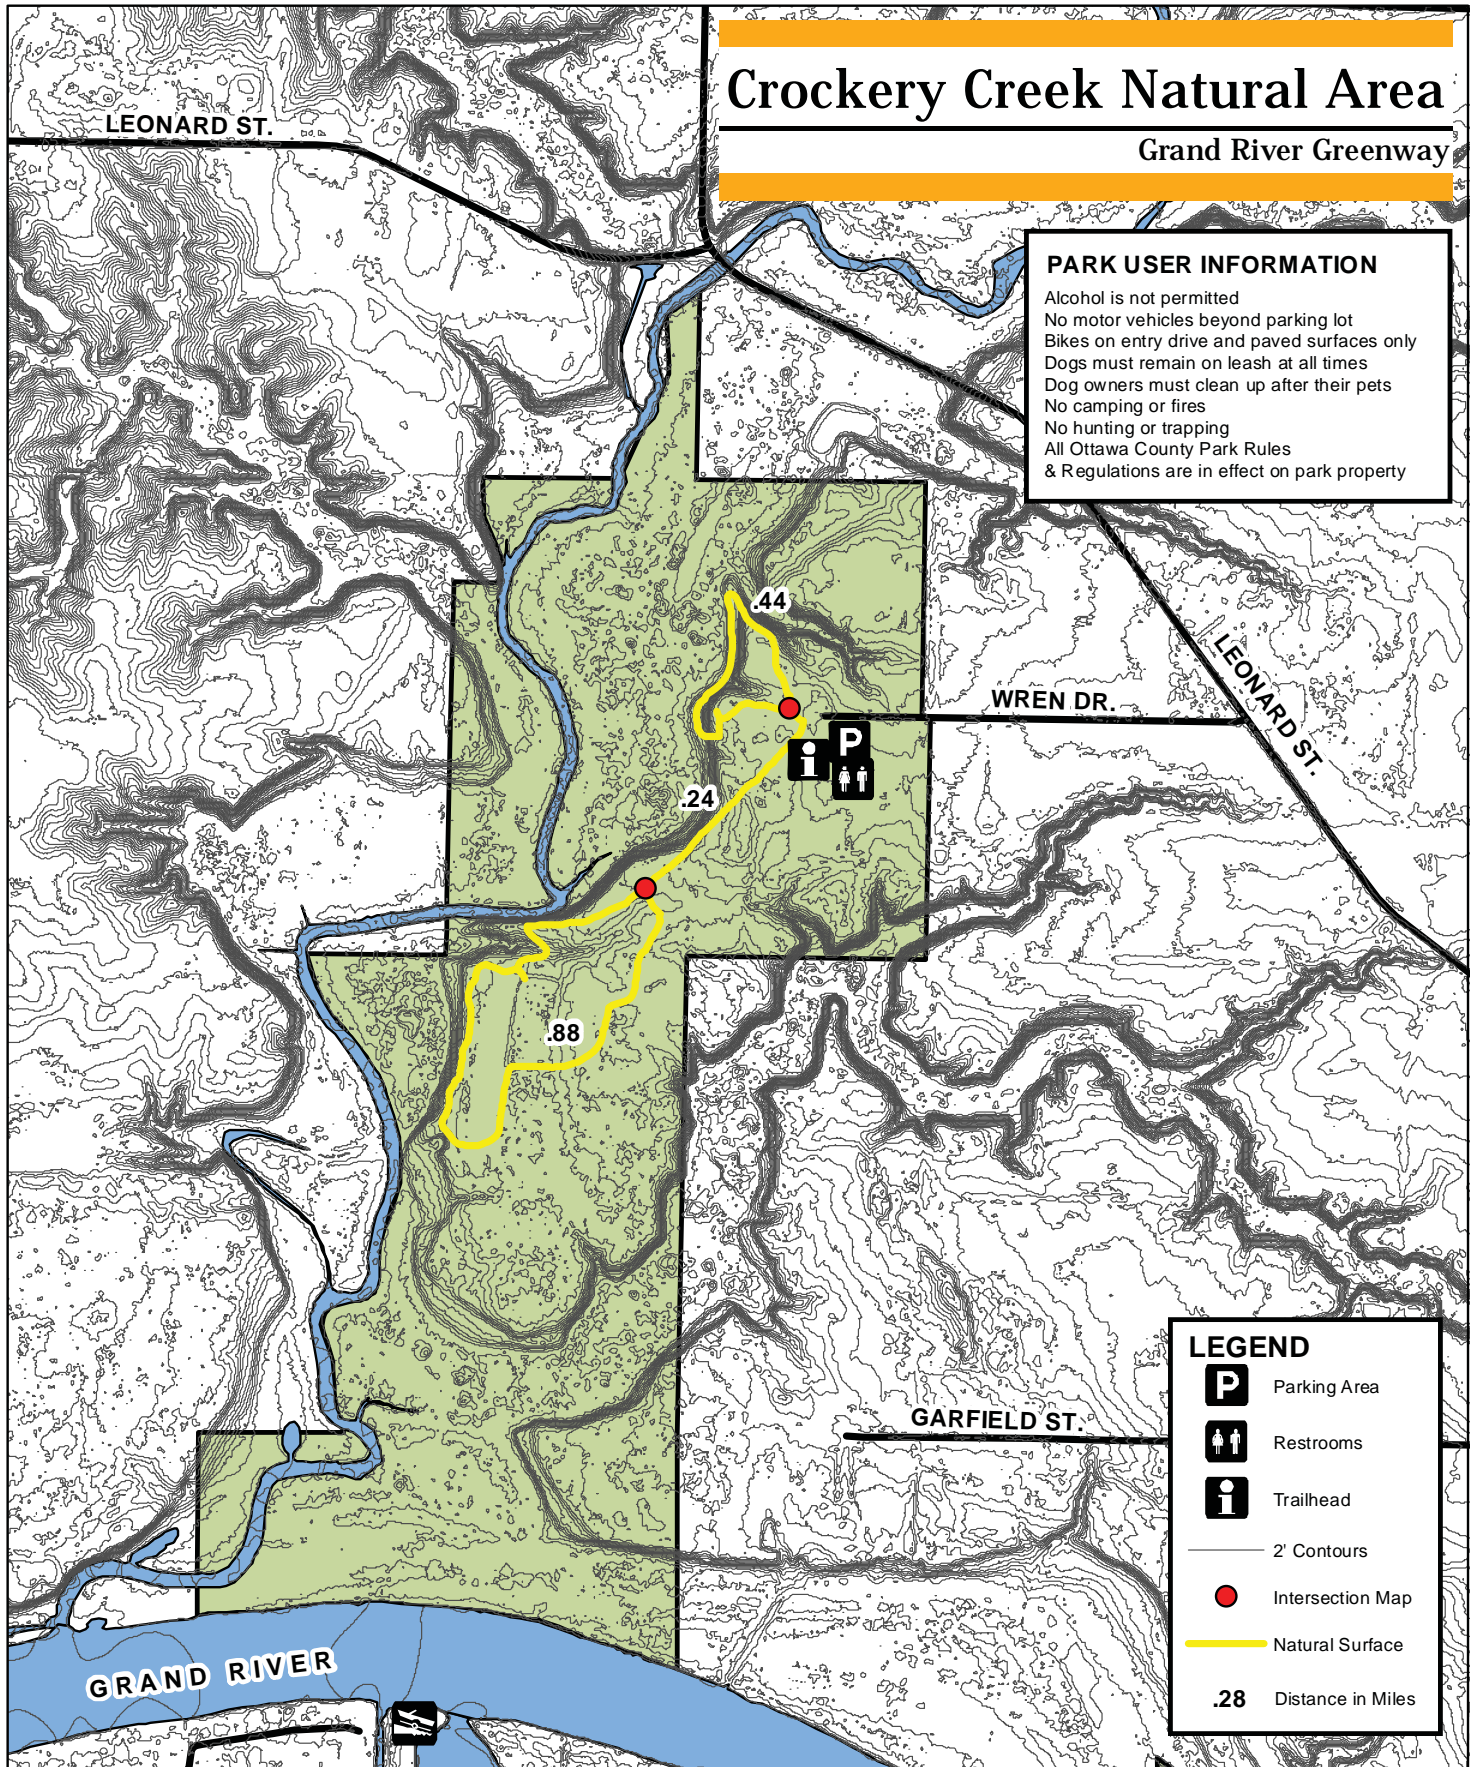 Crockery Creek Natural Area
Grand River Greenway
LEONARD ST.
PARK USER INFORMATION
Alcohol is not permitted
No motor vehicles beyond parking lot
Bikes on entry drive and paved surfaces only
Dogs must remain on leash at all times
Dog owners must clean up after their pets
No camping or fires
No hunting or trapping
All Ottawa County Park Rules
& Regulations are in effect on park property
.44
LEONARD ST.
WREN DR.
P
i
.24
.88
GARFIELD ST.
GRAND RIVER
LEGEND
P Parking Area
Restrooms
i Trailhead
2' Contours
Intersection Map
Natural Surface
.28 Distance in Miles